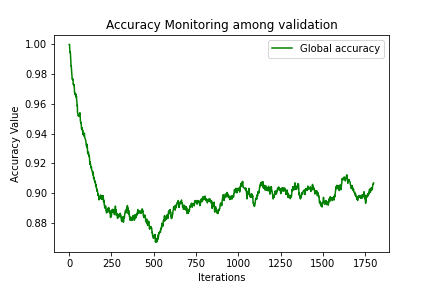 Accuracy Monitoring among validation
Global accuracy
Accuracy Value
1.00
0.98
0.96
0.94
0.92
0.90
0.88
0 250 500 750 1000 1250 1500 1750
Iterations